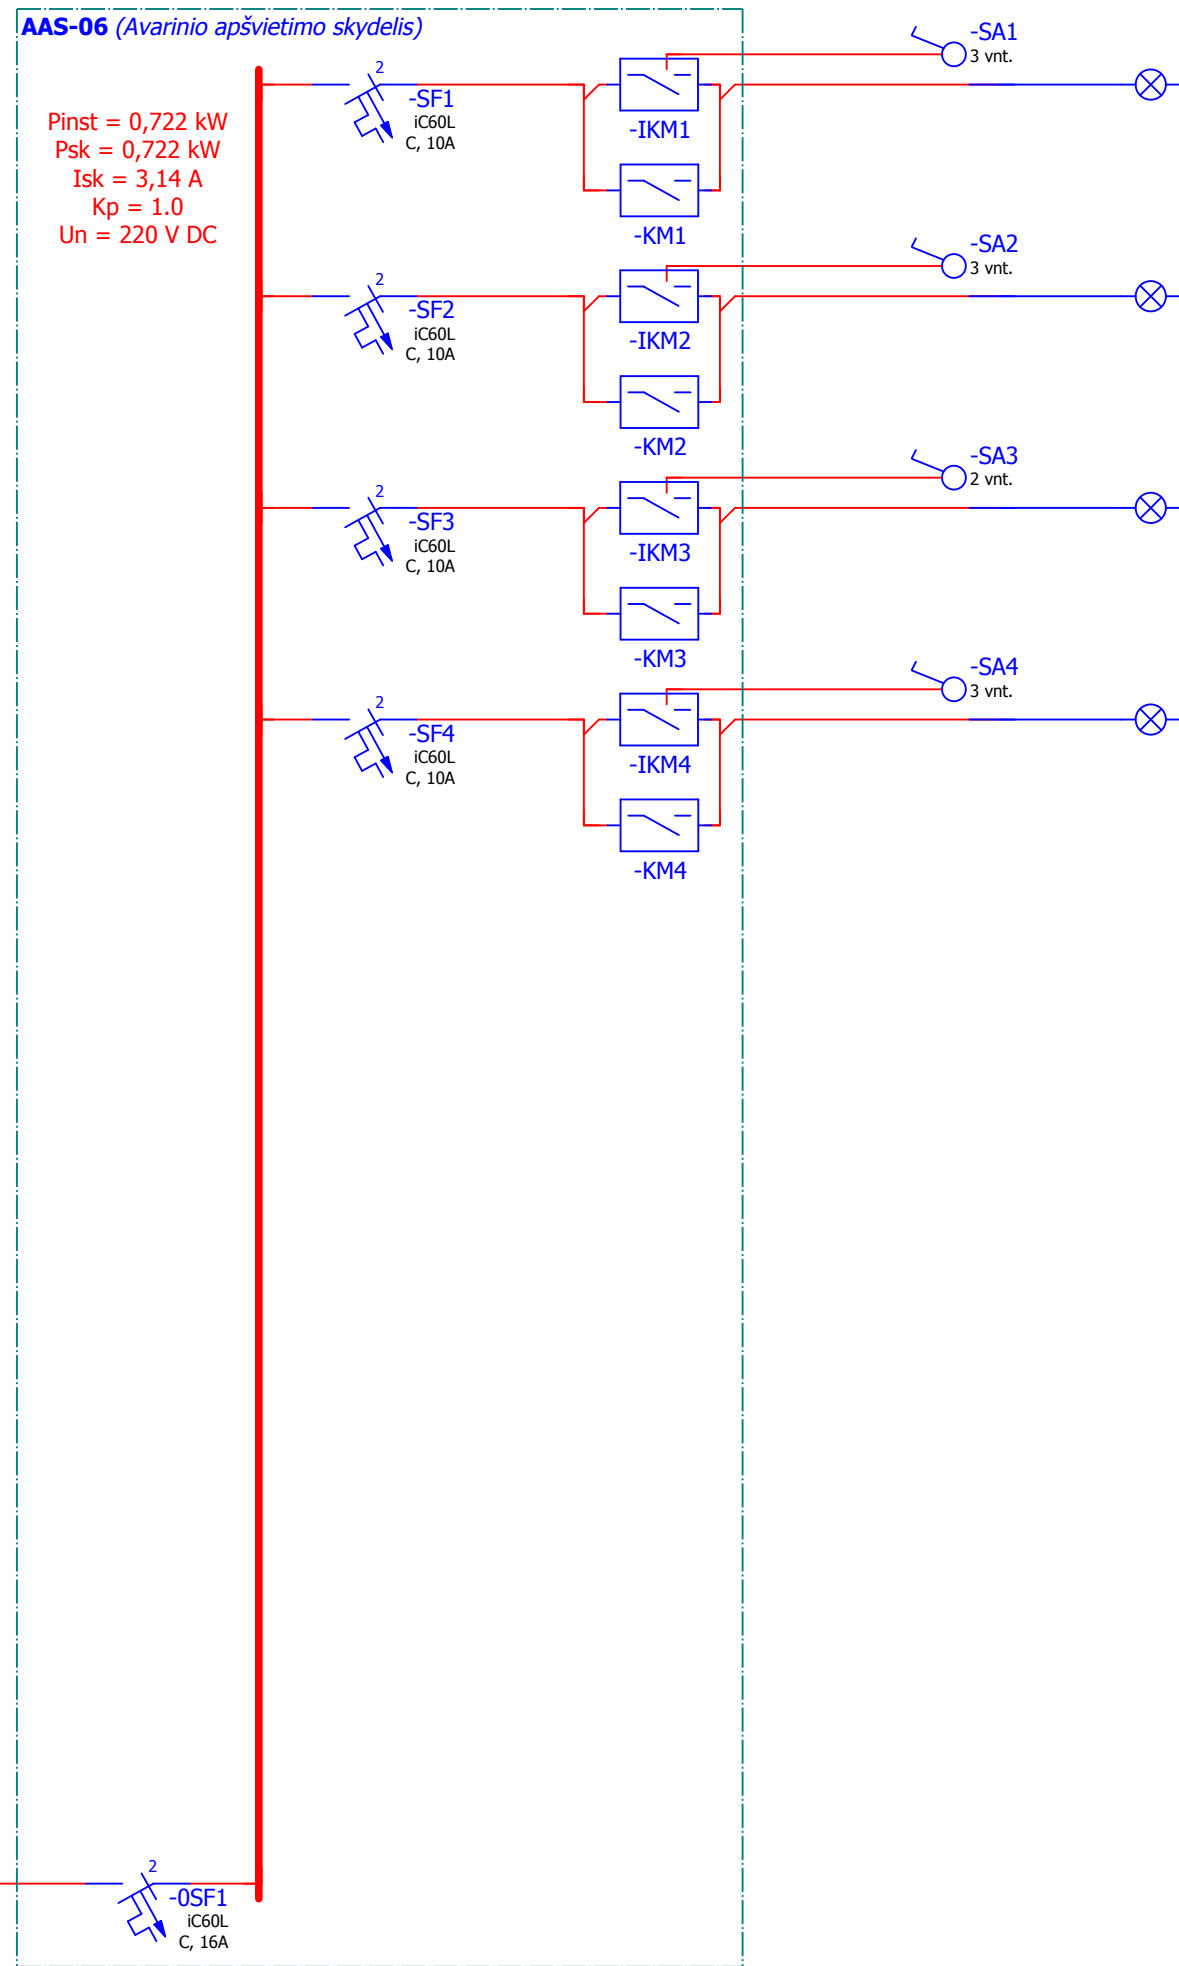 AAS-06 (Avarinio apšvietimo skydelis)
Pinst = 0,722 kW
Psk = 0,722 kW
Isk = 3,14 A
Kp = 1.0
Un = 220 V DC
2
-SF1
iC60L
C, 10A
-IKM1
-KM1
-SA1
3 vnt.
2
-SF2
iC60L
C, 10A
-IKM2
-KM2
-SA2
3 vnt.
2
-SF3
iC60L
C, 10A
-IKM3
-KM3
-SA3
2 vnt.
2
-SF4
iC60L
C, 10A
-IKM4
-KM4
-SA4
3 vnt.
2
-0SF1
iC60L
C, 16A